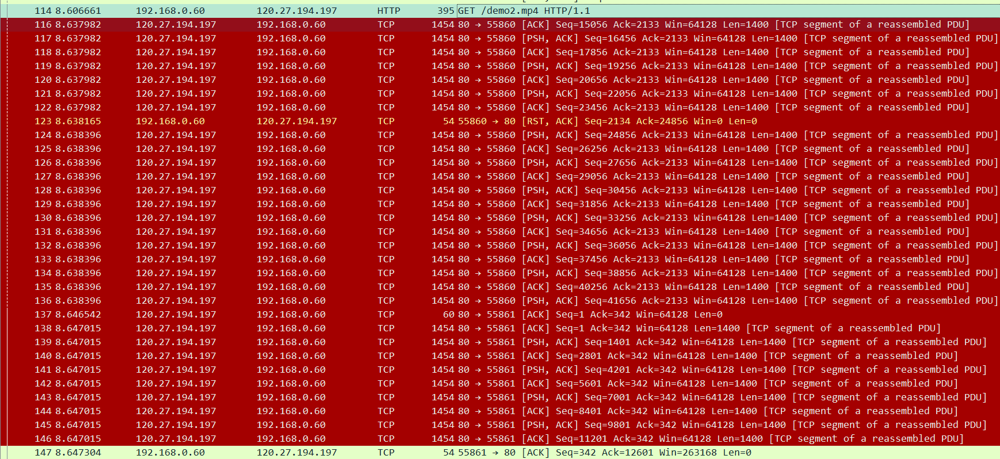 114 8.606661 192.168.0.60 120.27.194.197 HTTP 395 GET /demo2.mp4 HTTP/1.1
116 8.637982 120.27.194.197 192.168.0.60 TCP 1454 80 → 55860 [ACK] Seq=15056 Ack=2133 Win=64128 Len=1400 [TCP segment of a reassembled PDU]
117 8.637982 120.27.194.197 192.168.0.60 TCP 1454 80 → 55860 [PSH, ACK] Seq=16456 Ack=2133 Win=64128 Len=1400 [TCP segment of a reassembled PDU]
118 8.637982 120.27.194.197 192.168.0.60 TCP 1454 80 → 55860 [ACK] Seq=17856 Ack=2133 Win=64128 Len=1400 [TCP segment of a reassembled PDU]
119 8.637982 120.27.194.197 192.168.0.60 TCP 1454 80 → 55860 [PSH, ACK] Seq=19256 Ack=2133 Win=64128 Len=1400 [TCP segment of a reassembled PDU]
120 8.637982 120.27.194.197 192.168.0.60 TCP 1454 80 → 55860 [ACK] Seq=20656 Ack=2133 Win=64128 Len=1400 [TCP segment of a reassembled PDU]
121 8.637982 120.27.194.197 192.168.0.60 TCP 1454 80 → 55860 [PSH, ACK] Seq=22056 Ack=2133 Win=64128 Len=1400 [TCP segment of a reassembled PDU]
122 8.637982 120.27.194.197 192.168.0.60 TCP 1454 80 → 55860 [ACK] Seq=23456 Ack=2133 Win=64128 Len=1400 [TCP segment of a reassembled PDU]
123 8.638165 192.168.0.60 120.27.194.197 TCP 54 55860 → 80 [RST, ACK] Seq=2134 Ack=24856 Win=0 Len=0
124 8.638396 120.27.194.197 192.168.0.60 TCP 1454 80 → 55860 [PSH, ACK] Seq=24856 Ack=2133 Win=64128 Len=1400 [TCP segment of a reassembled PDU]
125 8.638396 120.27.194.197 192.168.0.60 TCP 1454 80 → 55860 [ACK] Seq=26256 Ack=2133 Win=64128 Len=1400 [TCP segment of a reassembled PDU]
126 8.638396 120.27.194.197 192.168.0.60 TCP 1454 80 → 55860 [PSH, ACK] Seq=27656 Ack=2133 Win=64128 Len=1400 [TCP segment of a reassembled PDU]
127 8.638396 120.27.194.197 192.168.0.60 TCP 1454 80 → 55860 [ACK] Seq=29056 Ack=2133 Win=64128 Len=1400 [TCP segment of a reassembled PDU]
128 8.638396 120.27.194.197 192.168.0.60 TCP 1454 80 → 55860 [PSH, ACK] Seq=30456 Ack=2133 Win=64128 Len=1400 [TCP segment of a reassembled PDU]
129 8.638396 120.27.194.197 192.168.0.60 TCP 1454 80 → 55860 [ACK] Seq=31856 Ack=2133 Win=64128 Len=1400 [TCP segment of a reassembled PDU]
130 8.638396 120.27.194.197 192.168.0.60 TCP 1454 80 → 55860 [PSH, ACK] Seq=33256 Ack=2133 Win=64128 Len=1400 [TCP segment of a reassembled PDU]
131 8.638396 120.27.194.197 192.168.0.60 TCP 1454 80 → 55860 [ACK] Seq=34656 Ack=2133 Win=64128 Len=1400 [TCP segment of a reassembled PDU]
132 8.638396 120.27.194.197 192.168.0.60 TCP 1454 80 → 55860 [PSH, ACK] Seq=36056 Ack=2133 Win=64128 Len=1400 [TCP segment of a reassembled PDU]
133 8.638396 120.27.194.197 192.168.0.60 TCP 1454 80 → 55860 [ACK] Seq=37456 Ack=2133 Win=64128 Len=1400 [TCP segment of a reassembled PDU]
134 8.638396 120.27.194.197 192.168.0.60 TCP 1454 80 → 55860 [PSH, ACK] Seq=38856 Ack=2133 Win=64128 Len=1400 [TCP segment of a reassembled PDU]
135 8.638396 120.27.194.197 192.168.0.60 TCP 1454 80 → 55860 [ACK] Seq=40256 Ack=2133 Win=64128 Len=1400 [TCP segment of a reassembled PDU]
136 8.638396 120.27.194.197 192.168.0.60 TCP 1454 80 → 55860 [PSH, ACK] Seq=41656 Ack=2133 Win=64128 Len=1400 [TCP segment of a reassembled PDU]
137 8.646542 120.27.194.197 192.168.0.60 TCP 60 80 → 55861 [ACK] Seq=1 Ack=342 Win=64128 Len=0
138 8.647015 120.27.194.197 192.168.0.60 TCP 1454 80 → 55861 [ACK] Seq=1 Ack=342 Win=64128 Len=1400 [TCP segment of a reassembled PDU]
139 8.647015 120.27.194.197 192.168.0.60 TCP 1454 80 → 55861 [PSH, ACK] Seq=1401 Ack=342 Win=64128 Len=1400 [TCP segment of a reassembled PDU]
140 8.647015 120.27.194.197 192.168.0.60 TCP 1454 80 → 55861 [ACK] Seq=2801 Ack=342 Win=64128 Len=1400 [TCP segment of a reassembled PDU]
141 8.647015 120.27.194.197 192.168.0.60 TCP 1454 80 → 55861 [PSH, ACK] Seq=4201 Ack=342 Win=64128 Len=1400 [TCP segment of a reassembled PDU]
142 8.647015 120.27.194.197 192.168.0.60 TCP 1454 80 → 55861 [ACK] Seq=5601 Ack=342 Win=64128 Len=1400 [TCP segment of a reassembled PDU]
143 8.647015 120.27.194.197 192.168.0.60 TCP 1454 80 → 55861 [PSH, ACK] Seq=7001 Ack=342 Win=64128 Len=1400 [TCP segment of a reassembled PDU]
144 8.647015 120.27.194.197 192.168.0.60 TCP 1454 80 → 55861 [ACK] Seq=8401 Ack=342 Win=64128 Len=1400 [TCP segment of a reassembled PDU]
145 8.647015 120.27.194.197 192.168.0.60 TCP 1454 80 → 55861 [PSH, ACK] Seq=9801 Ack=342 Win=64128 Len=1400 [TCP segment of a reassembled PDU]
146 8.647015 120.27.194.197 192.168.0.60 TCP 1454 80 → 55861 [ACK] Seq=11201 Ack=342 Win=64128 Len=1400 [TCP segment of a reassembled PDU]
147 8.647304 192.168.0.60 120.27.194.197 TCP 54 55861 → 80 [ACK] Seq=342 Ack=12601 Win=263168 Len=0